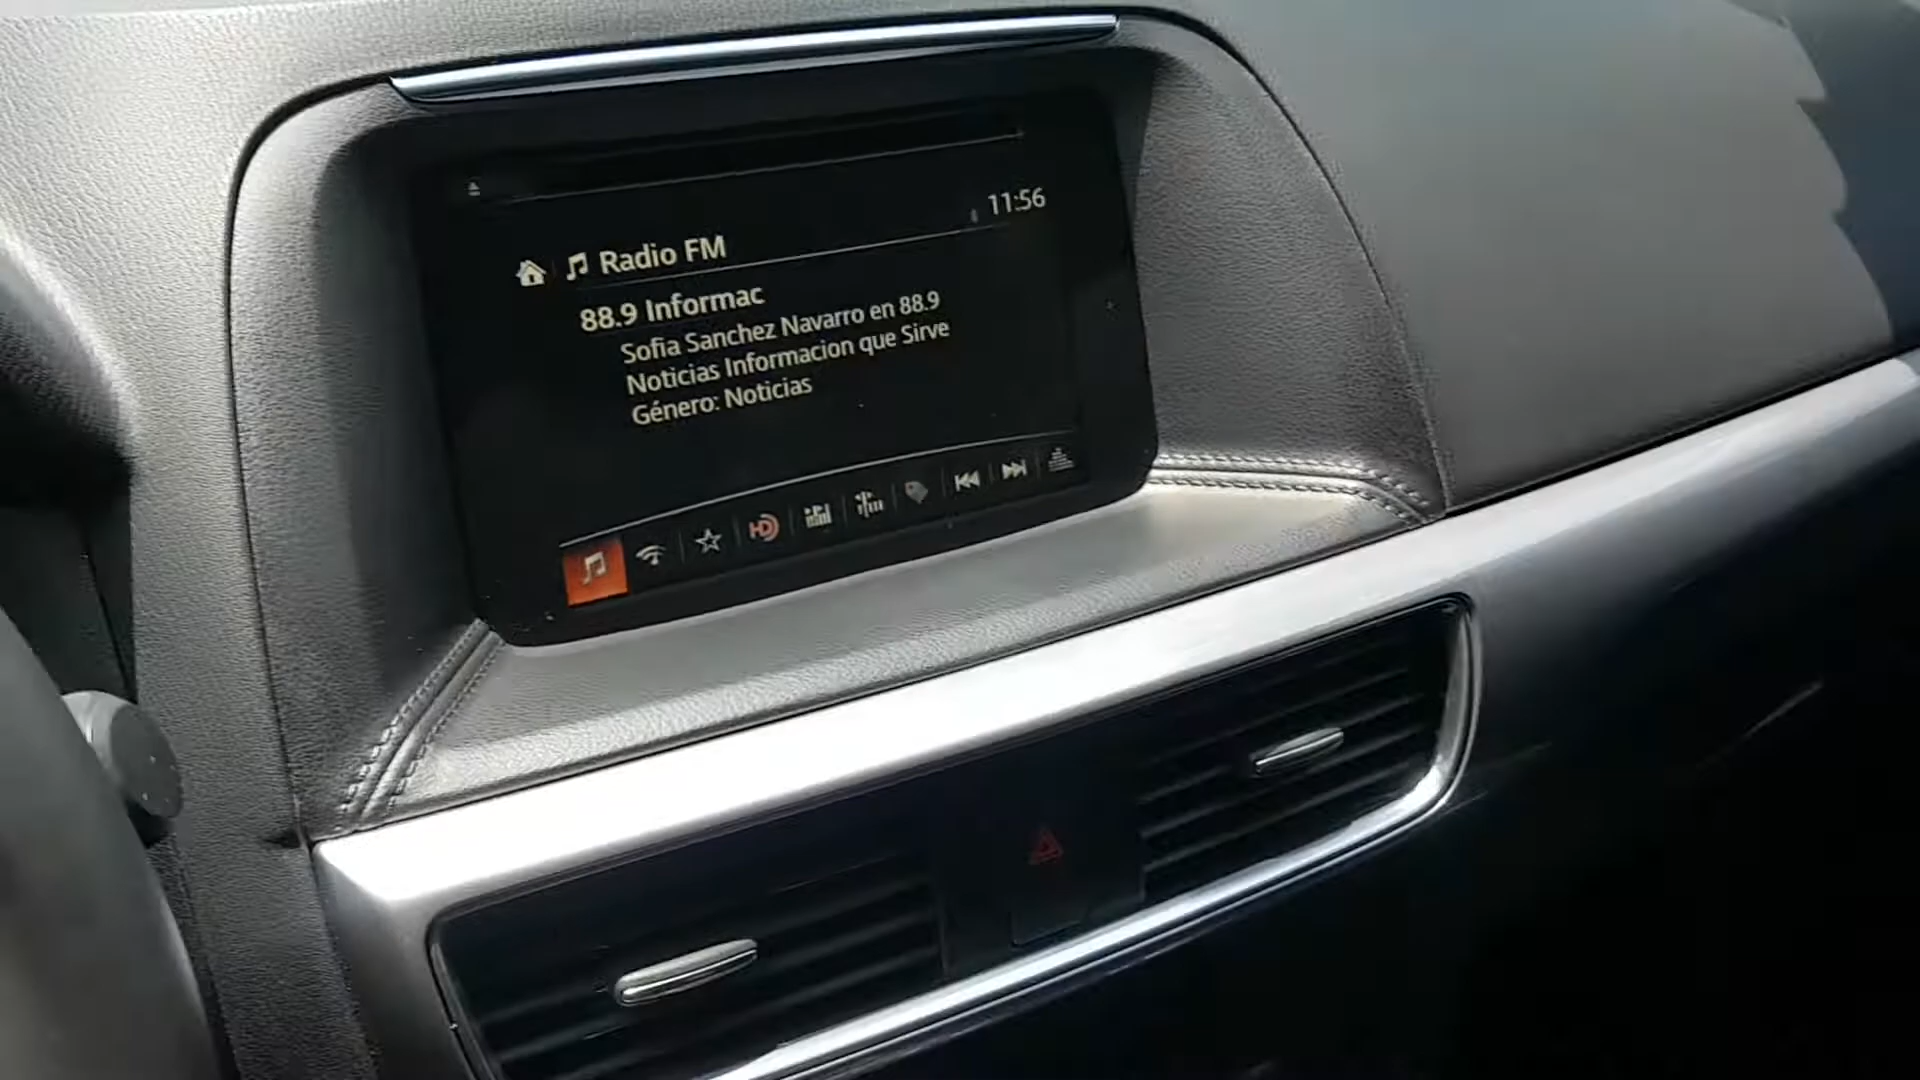 11:56
Radio FM
88.9 Informac
Sofia Sanchez Navarro en 88.9
Noticias Informacion que Sirve
Género: Noticias
HD